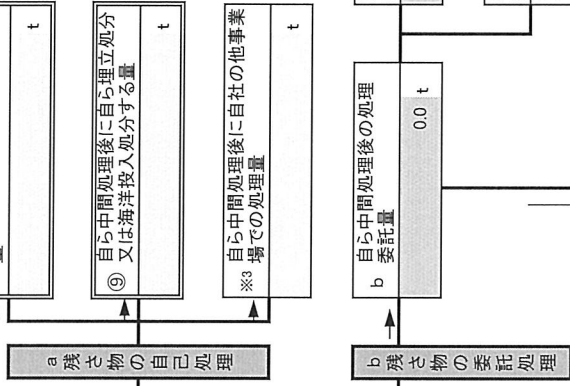 量
t
⑨ 自ら中間処理後に自ら埋立処分
又は海洋投入処分する量
t
※3 自ら中間処理後に自社の他事業
場での処理量
t
a 残さ物の自己処理
b 自ら中間処理後の処理
委託量
0.0 t
b 残さ物の委託処理